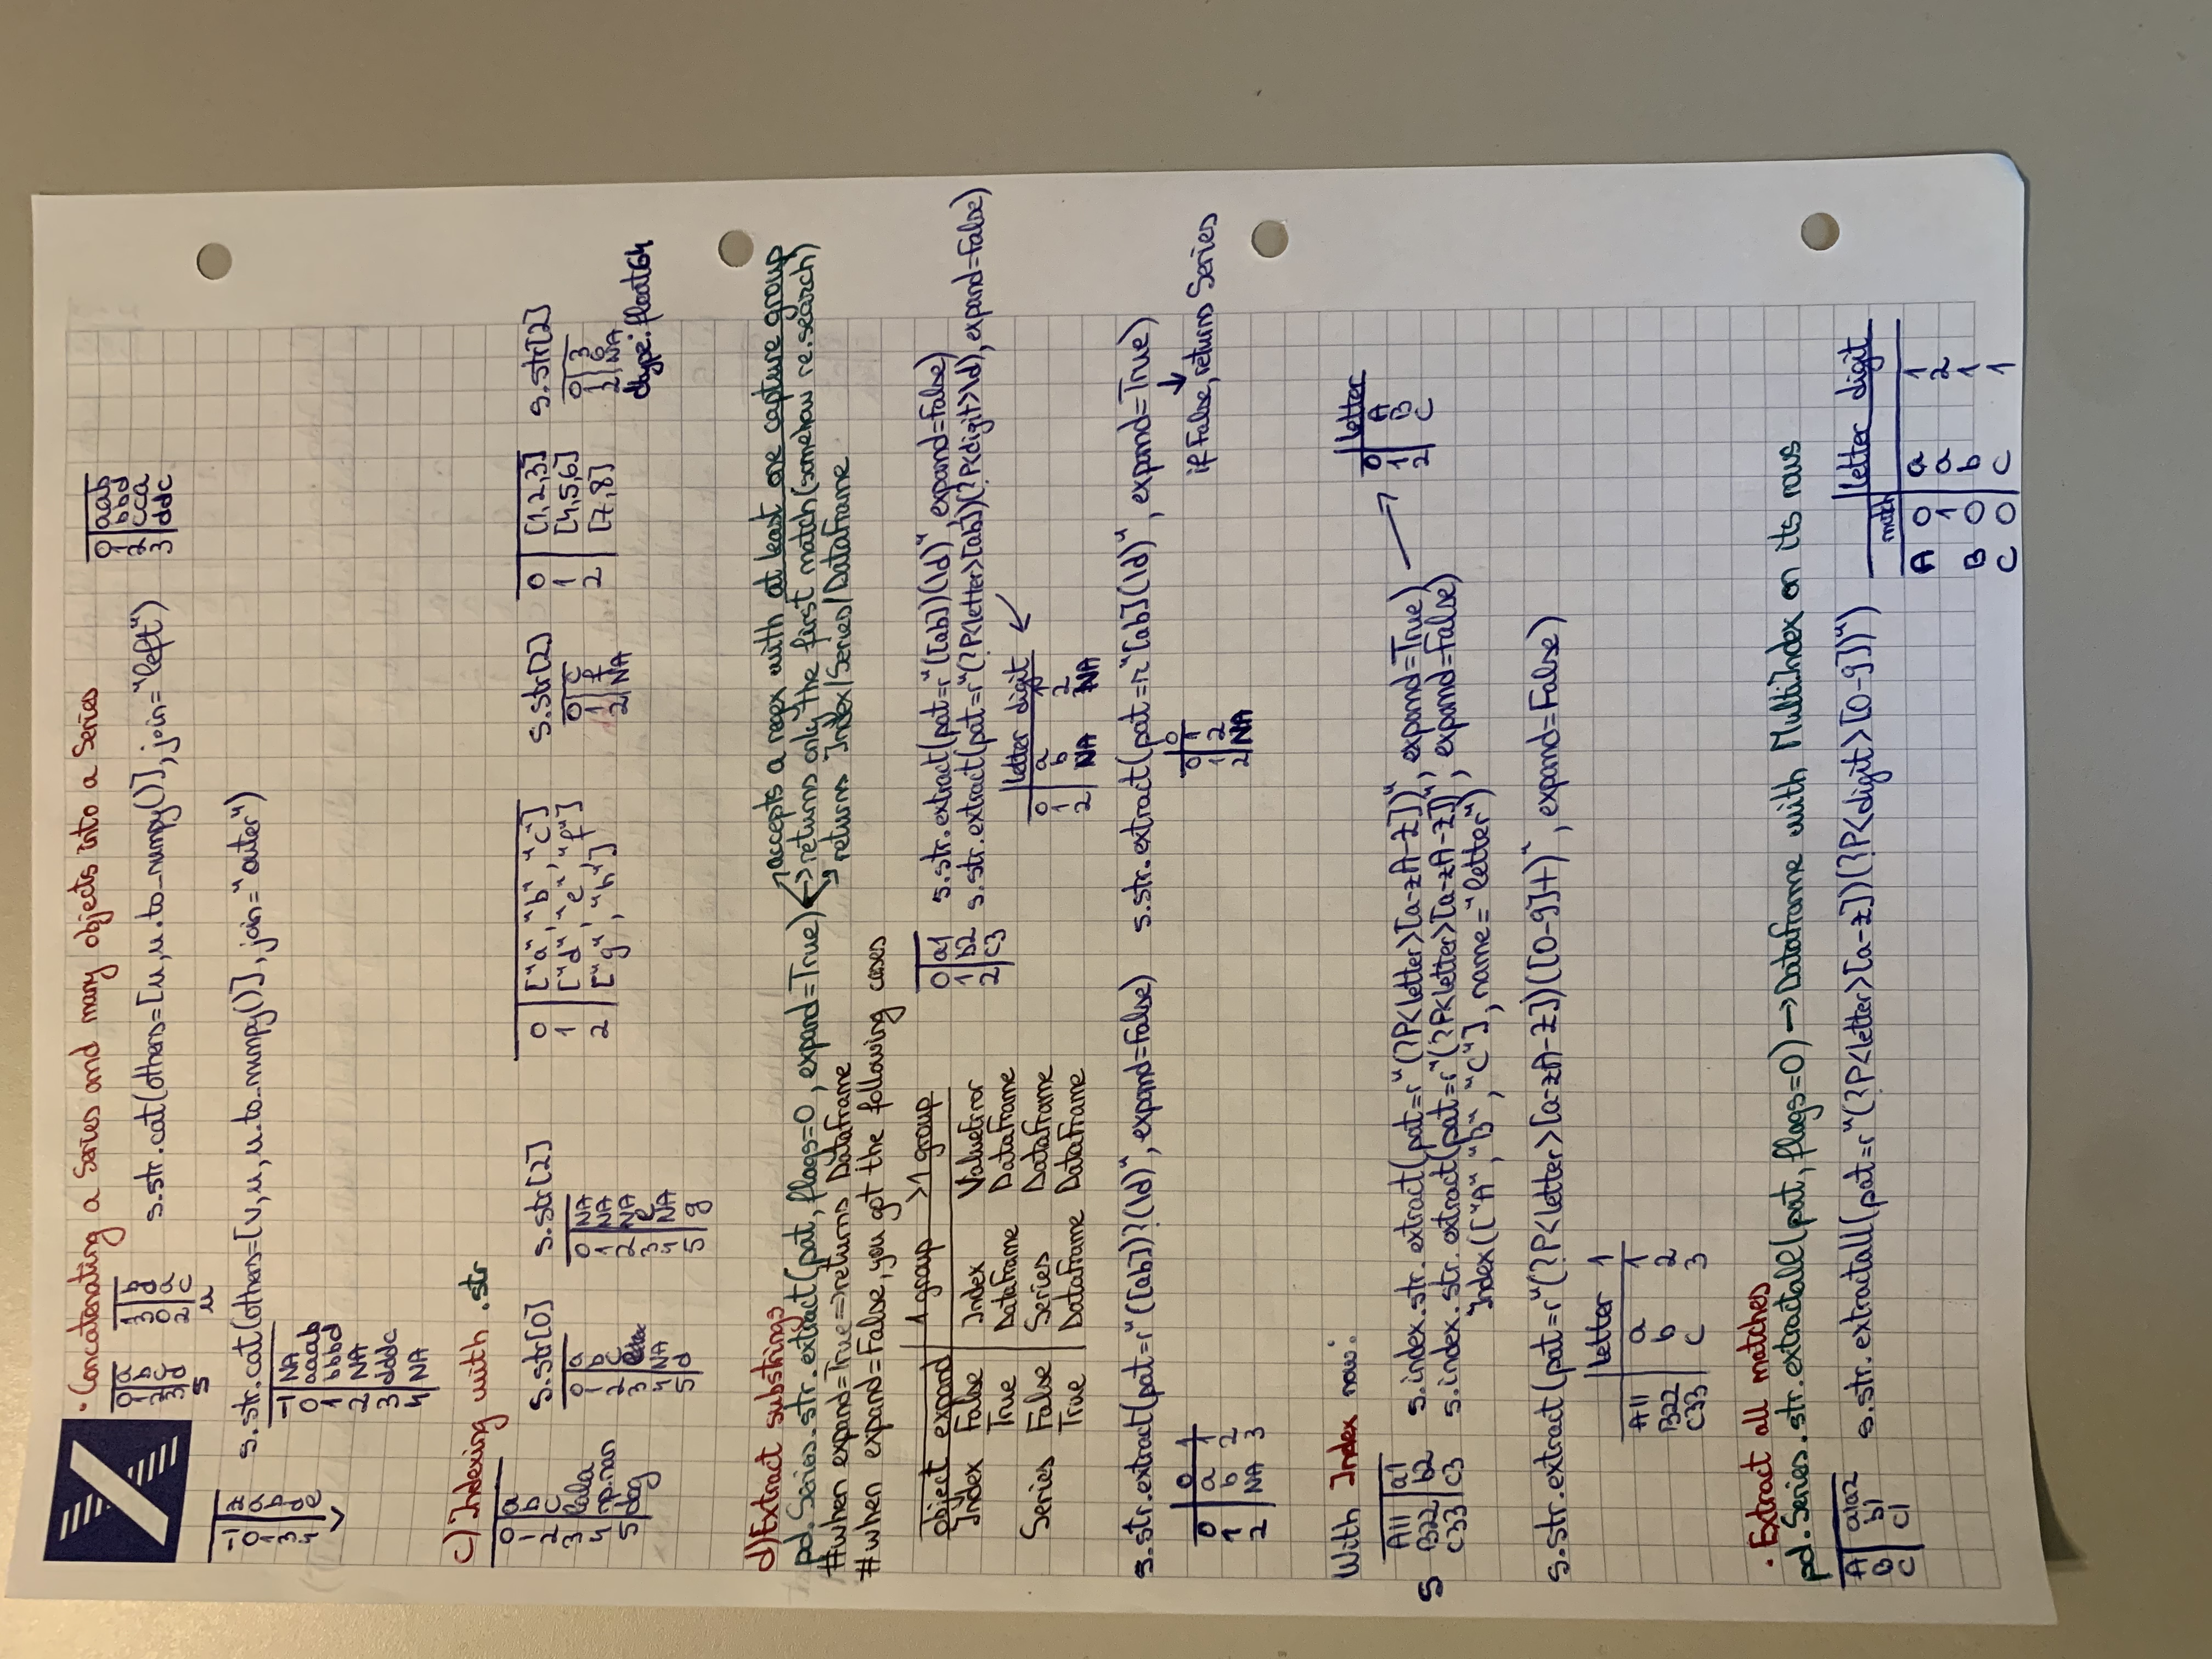 · Concatenating a Series and many objects into a Series
0 a
1 b
2 c
3 d
s
1 b
3 d
0 a
2 c
u
s.str.cat(others=[u, u.to_numpy()], join="left")
0 aab
1 bbd
2 cca
3 ddc
-1 z
0 a
1 b
3 d
4 e
v
s.str.cat(others=[v, u, u.to_numpy()], join="outer")
-1 NA
0 aaab
1 bbbd
2 NA
3 dddc
4 NA
c) Indexing with .str
0 a
1 b
2 c
3 lala
4 np.nan
5 dog
s.str[0]
0 a
1 b
2 c
3
4 NA
5 d
s.str[2]
0 NA
1 NA
2 NA
3 e
4 NA
5 g
0 ["a", "b", "c"]
1 ["d", "e", "f"]
2 ["g", "h"]
s.str[2]
0 c
1 f
2 NA
0 [1,2,3]
1 [4,5,6]
2 [7,8]
s.str[2]
0 3
1 6
2 NA
dtype: float64
d) Extract substrings
pd.Series.str.extract(pat, flags=0, expand=True)
→ accepts a regex with at least one capture group
→ returns only the first match (somehow re.search)
→ returns Index/Series/DataFrame
#when expand=True => returns DataFrame
#when expand=False, you got the following cases
1 group >1 group
object expand
Index False Index ValueError
True DataFrame DataFrame
Series False Series DataFrame
True DataFrame DataFrame
0 a1
1 b2
2 c3
s.str.extract(pat=r"([ab])(\d)", expand=False)
s.str.extract(pat=r"(?P<letter>[ab])(?P<digit>\d), expand=False)
letter digit
0 a 1
1 b 2
2 NA NA
s.str.extract(pat=r"([ab])?(\d)", expand=False)
0 1
0 a 1
1 b 2
2 NA 3
s.str.extract(pat=r"[ab](\d)", expand=True)
if False, returns Series
0
0 1
1 2
2 NA
With Index now:
s
A11 a1
B22 b2
C33 c3
s.index.str.extract(pat=r"(?P<letter>[a-zA-Z])", expand=True) →
letter
0 A
1 B
2 C
s.index.str.extract(pat=r"(?P<letter>[a-zA-Z])", expand=False)
Index(["A", "B", "C"], name="letter")
s.str.extract(pat=r"(?P<letter>[a-zA-Z])([0-9]+)", expand=False)
letter 1
A11 a 1
B22 b 2
C33 c 3
· Extract all matches
pd.Series.str.extractall(pat, flags=0) → DataFrame with MultiIndex on its rows
A a1a2
B b1
C c1
s.str.extractall(pat=r"(?P<letter>[a-z])(?P<digit>[0-9])")
letter digit
match
A 0 a 1
1 a 2
B 0 b 1
C 0 c 1